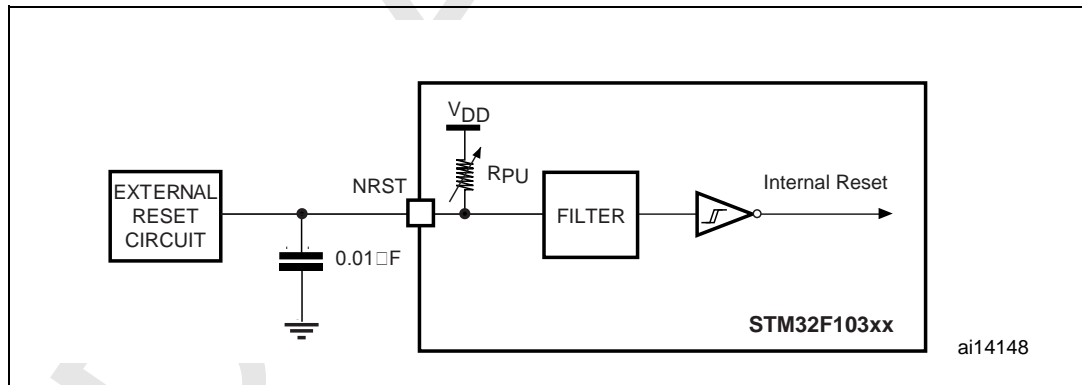 VDD
RPU
NRST
EXTERNAL
RESET
CIRCUIT
FILTER
Internal Reset
0.01□F
STM32F103xx
ai14148